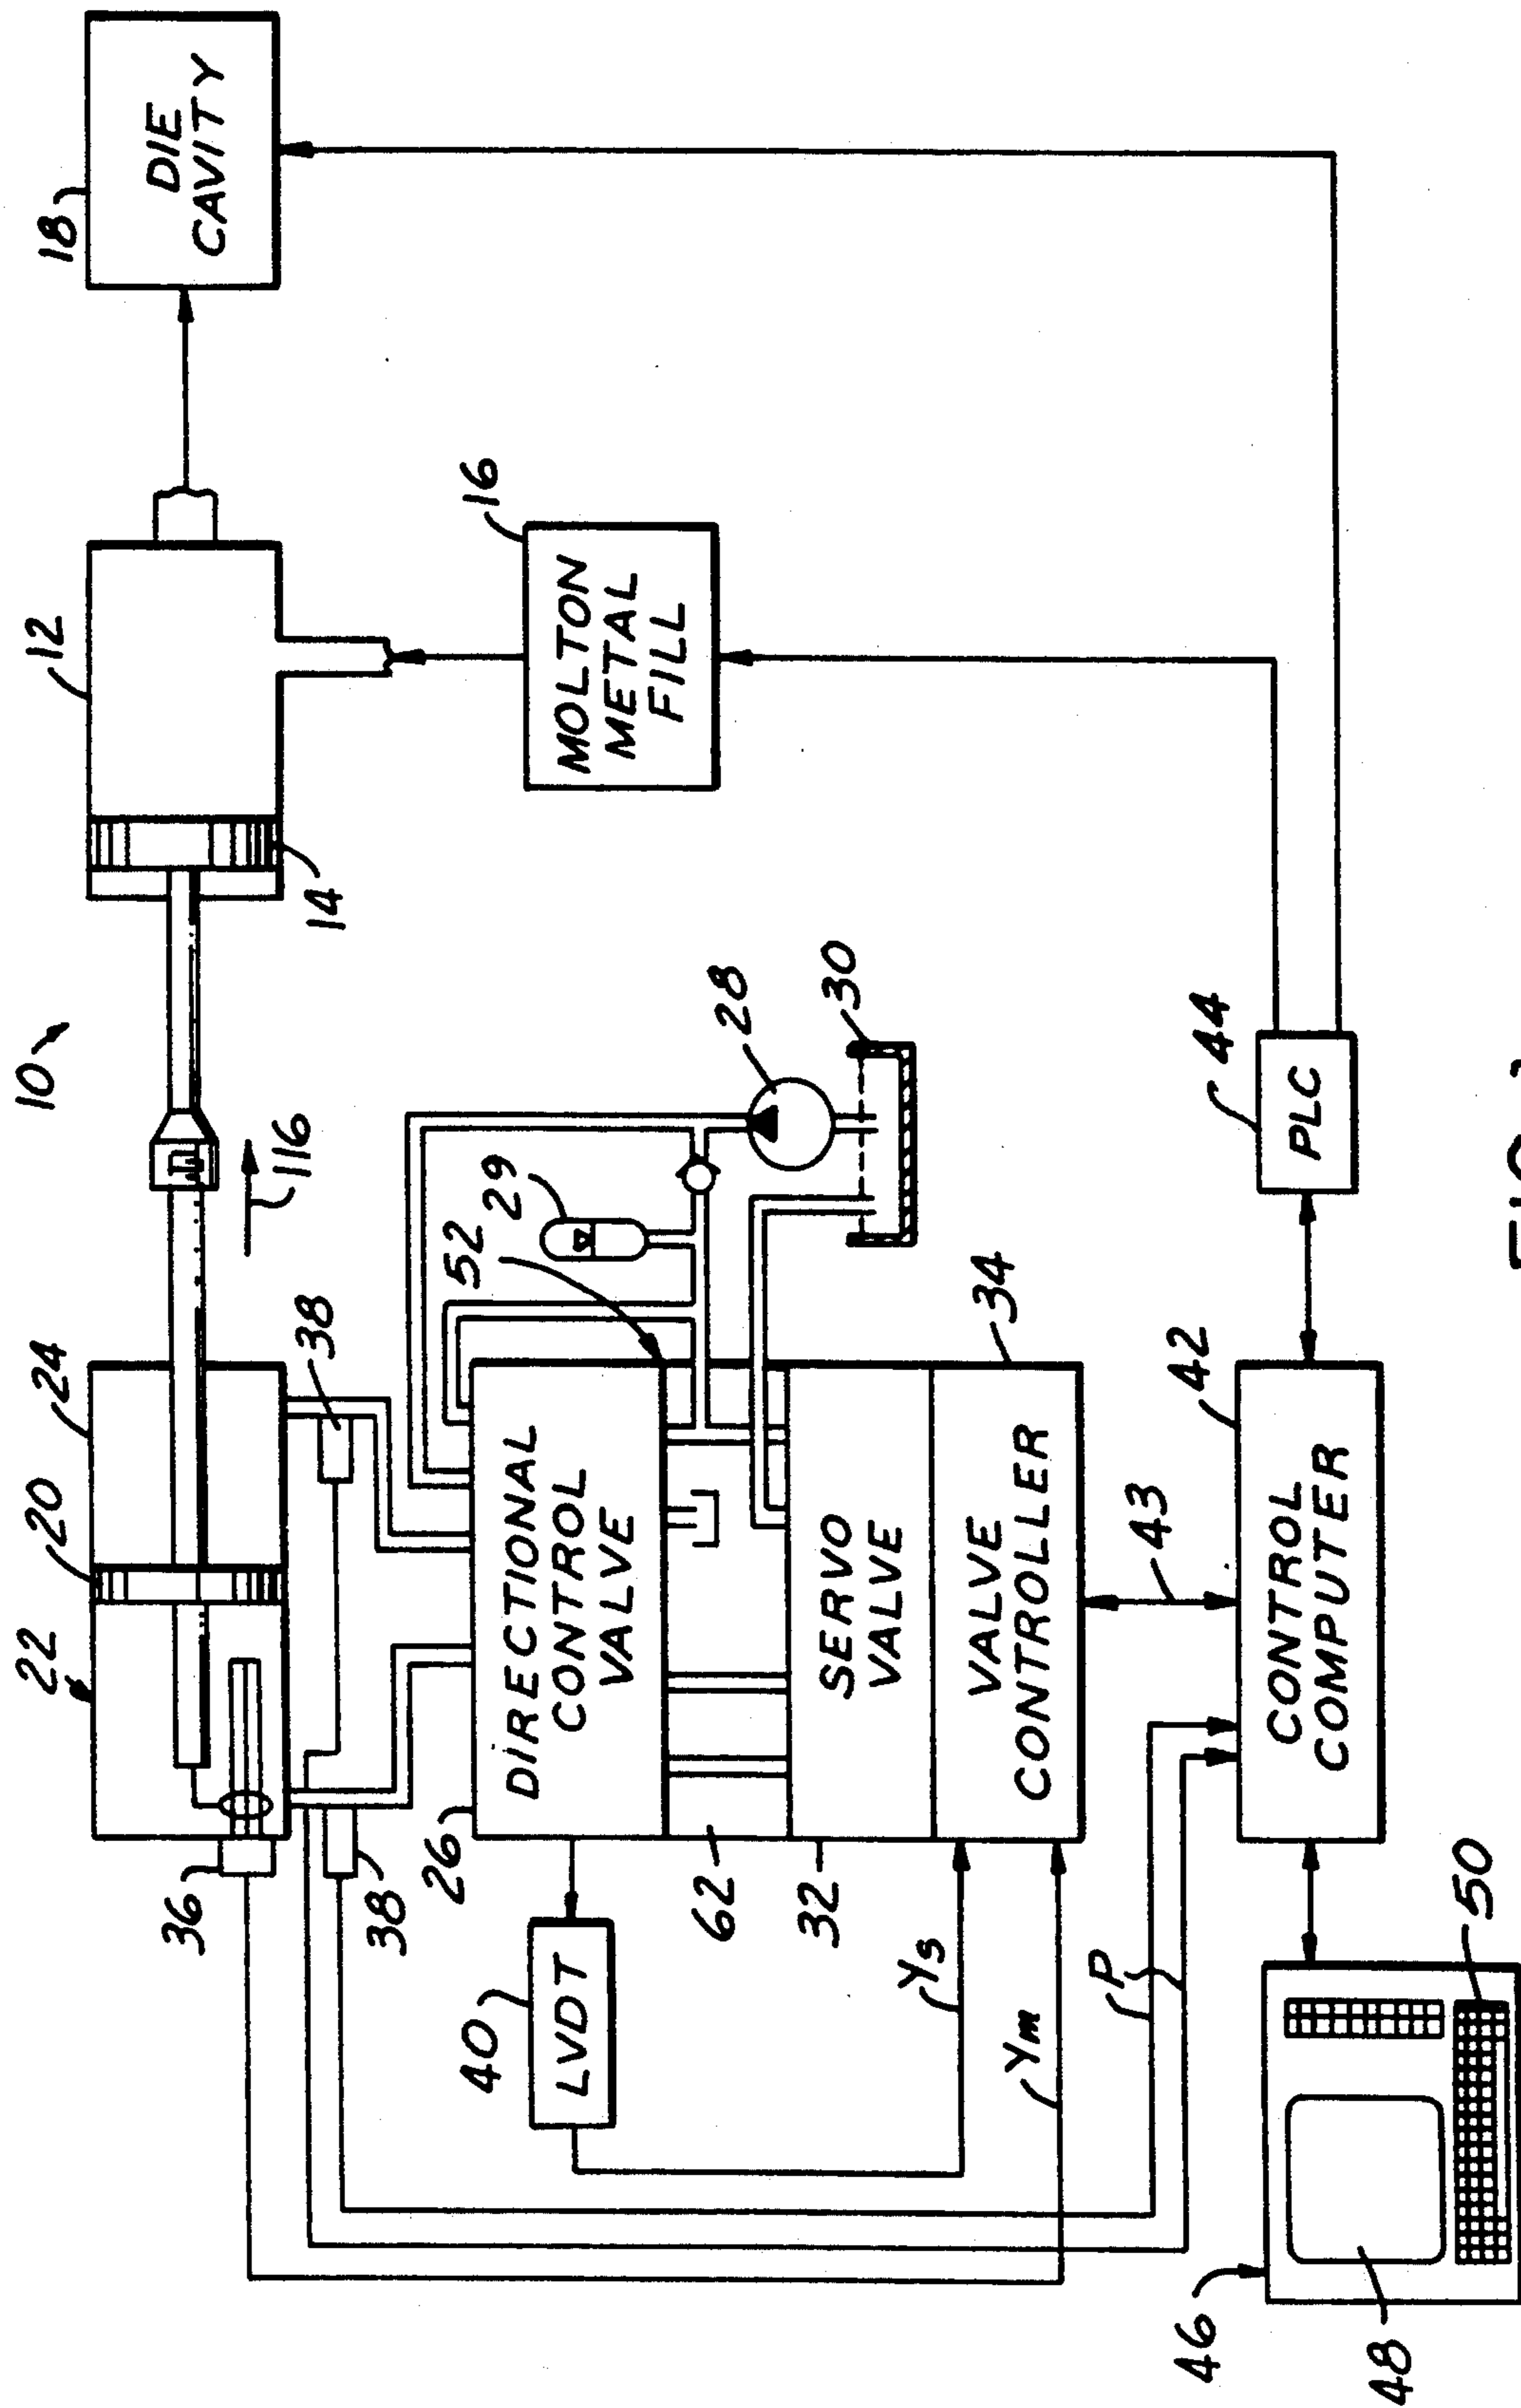 10
22
20
24
12
18
DIE
CAVITY
116
14
36
38
38
16
MOLTON
METAL
FILL
26
DIRECTIONAL
CONTROL
VALVE
52
29
28
30
40
LVDT
62
32
SERVO
VALVE
34
VALVE
CONTROLLER
Ys
Ym
P
43
42
CONTROL
COMPUTER
44
PLC
46
48
50